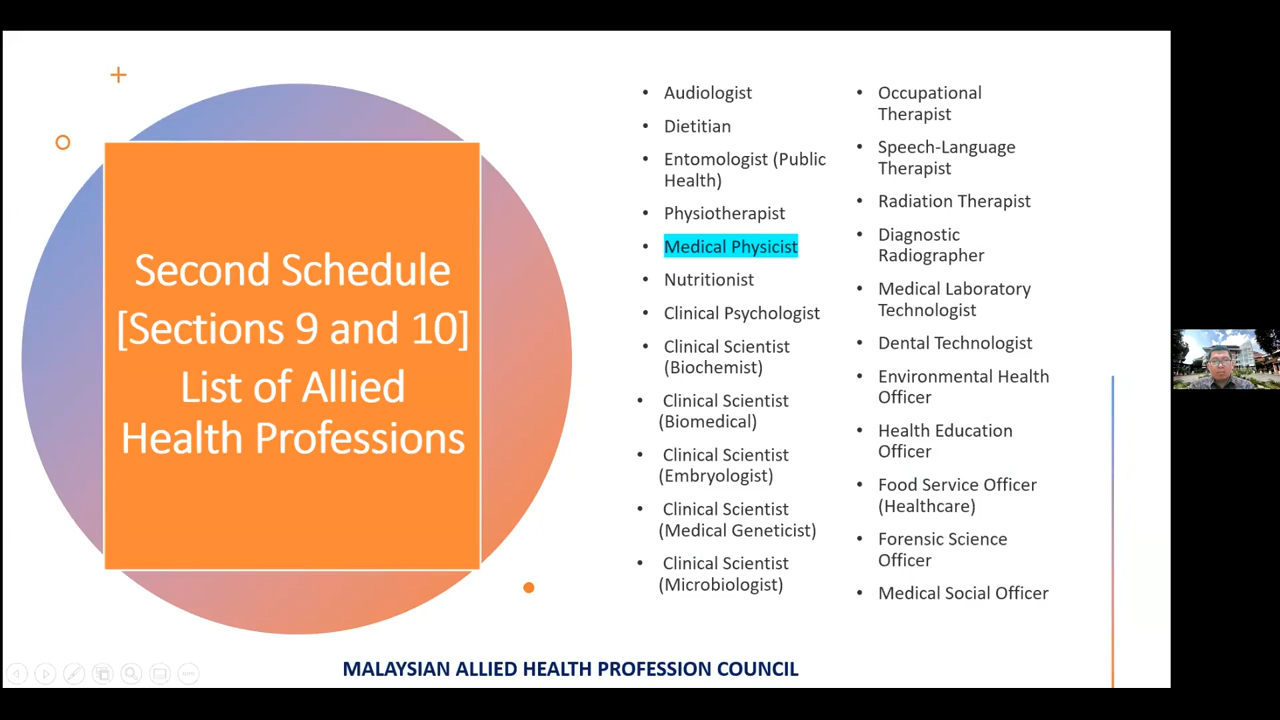 Second Schedule
[Sections 9 and 10]
List of Allied
Health Professions
• Audiologist
• Dietitian
• Entomologist (Public
Health)
• Physiotherapist
• Medical Physicist
• Nutritionist
• Clinical Psychologist
• Clinical Scientist
(Biochemist)
• Clinical Scientist
(Biomedical)
• Clinical Scientist
(Embryologist)
• Clinical Scientist
(Medical Geneticist)
• Clinical Scientist
(Microbiologist)
• Occupational
Therapist
• Speech-Language
Therapist
• Radiation Therapist
• Diagnostic
Radiographer
• Medical Laboratory
Technologist
• Dental Technologist
• Environmental Health
Officer
• Health Education
Officer
• Food Service Officer
(Healthcare)
• Forensic Science
Officer
• Medical Social Officer
MALAYSIAN ALLIED HEALTH PROFESSION COUNCIL